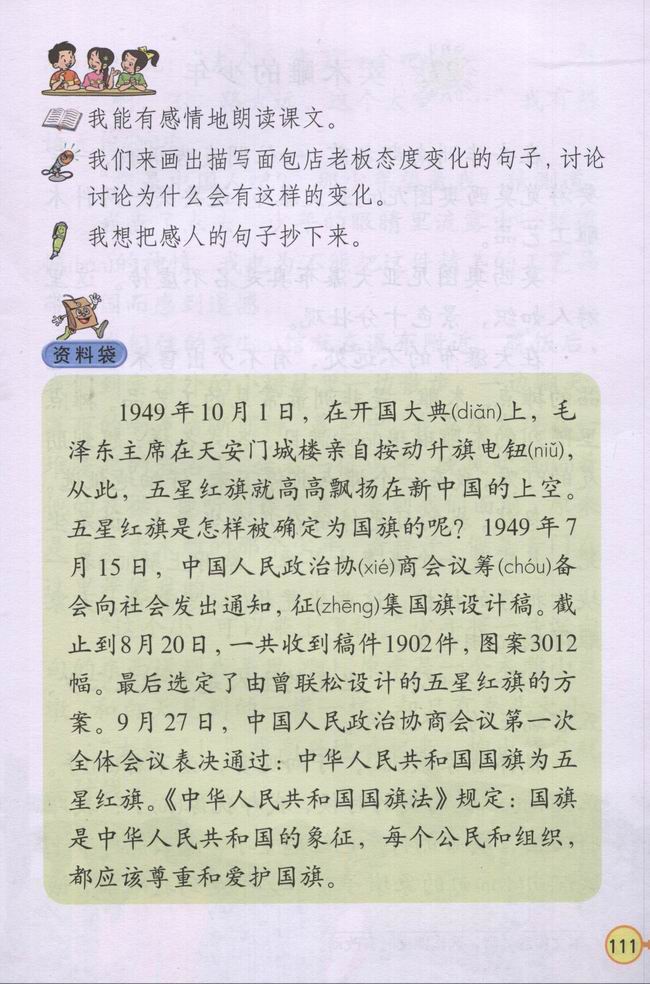 我能有感情地朗读课文。
我们来画出描写面包店老板态度变化的句子，讨论
讨论为什么会有这样的变化。
我想把感人的句子抄下来。
资料袋
1949年10月1日，在开国大典(diǎn)上，毛
泽东主席在天安门城楼亲自按动升旗电钮(niǔ)，
从此，五星红旗就高高飘扬在新中国的上空。
五星红旗是怎样被确定为国旗的呢？1949年7
月15日，中国人民政治协(xié)商会议筹(chóu)备
会向社会发出通知，征(zhēng)集国旗设计稿。截
止到8月20日，一共收到稿件1902件，图案3012
幅。最后选定了由曾联松设计的五星红旗的方
案。9月27日，中国人民政治协商会议第一次
全体会议表决通过：中华人民共和国国旗为五
星红旗。《中华人民共和国国旗法》规定：国旗
是中华人民共和国的象征，每个公民和组织，
都应该尊重和爱护国旗。
111